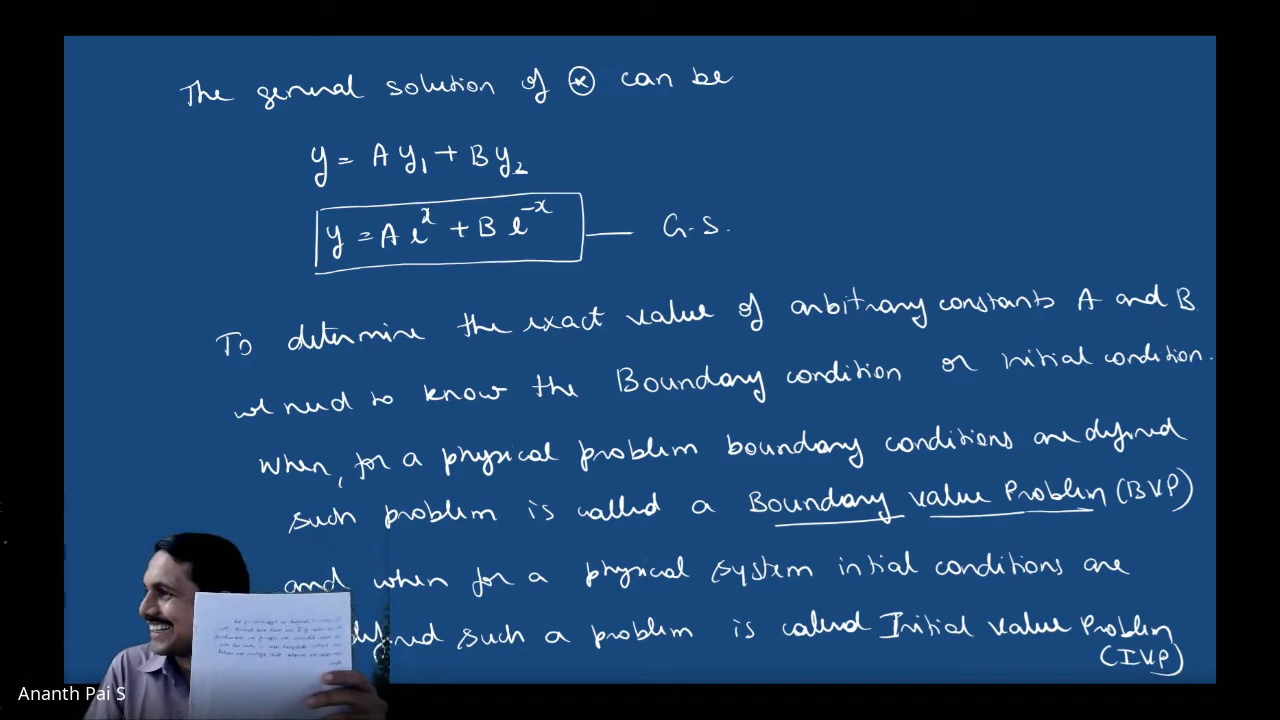 The general solution of ⊛ can be
y = A y₁ + B y₂
y = A eˣ + B e⁻ˣ — G.S.
To determine the exact value of arbitrary constants A and B
we need to know the Boundary condition or initial condition.
When, for a physical problem boundary conditions are defined
such problem is called a Boundary value Problem (BVP)
and when for a physical system initial conditions are
defined such a problem is called Initial value Problem
(IVP)
Ananth Pai S